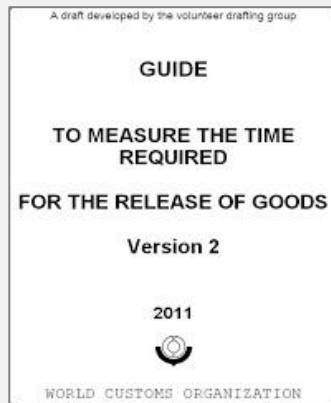 A draft developed by the volunteer drafting group
GUIDE
TO MEASURE THE TIME
REQUIRED
FOR THE RELEASE OF GOODS
Version 2
2011
WORLD CUSTOMS ORGANIZATION